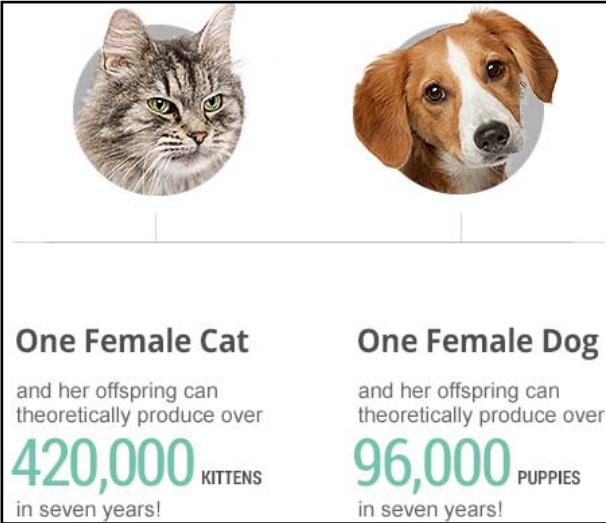 One Female Cat
and her offspring can
theoretically produce over
420,000 KITTENS
in seven years!
One Female Dog
and her offspring can
theoretically produce over
96,000 PUPPIES
in seven years!